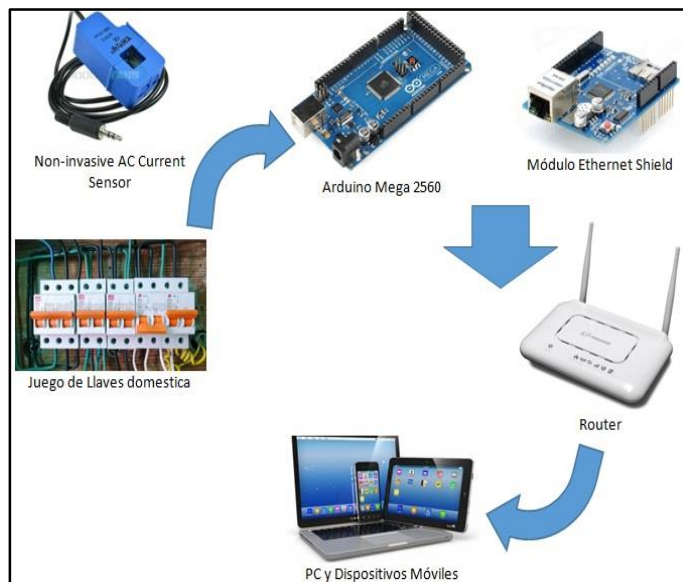 Non-invasive AC Current
Sensor
Arduino Mega 2560
Módulo Ethernet Shield
Juego de Llaves domestica
Router
PC y Dispositivos Móviles